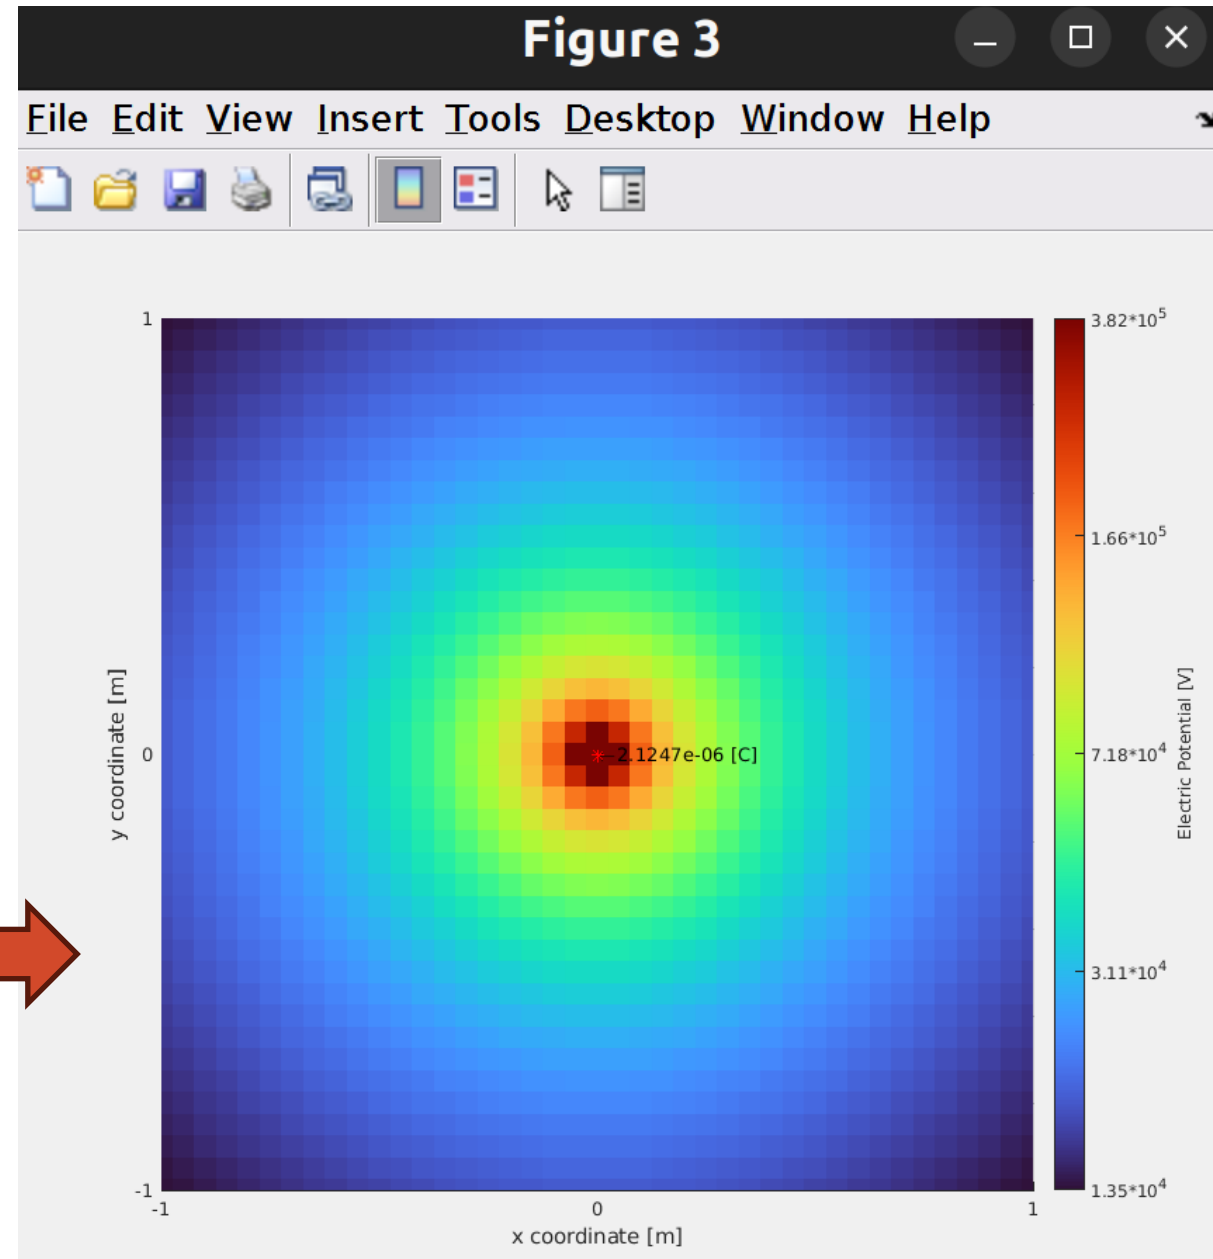 Figure 3
File Edit View Insert Tools Desktop Window Help
1
0
-1
-1
0
1
y coordinate [m]
x coordinate [m]
-2.1247e-06 [C]
3.82*10^5
1.66*10^5
7.18*10^4
3.11*10^4
1.35*10^4
Electric Potential [V]